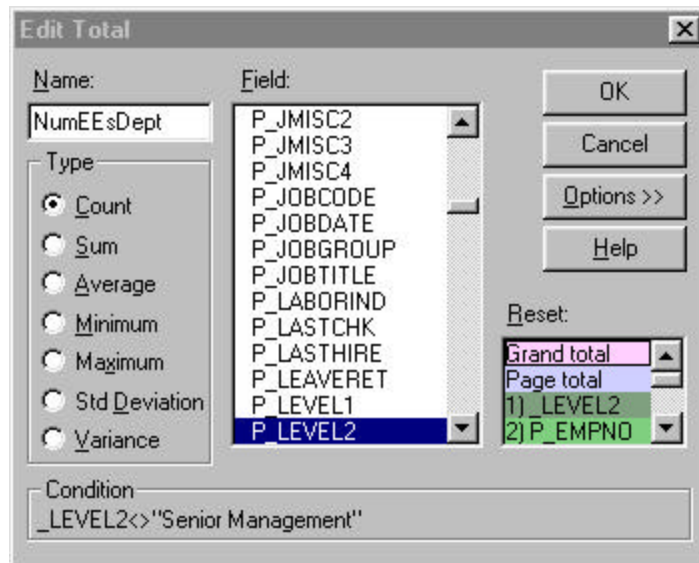 Edit Total
Name:
NumEEsDept
Type
Count
Sum
Average
Minimum
Maximum
Std Deviation
Variance
Field:
P_JMISC2
P_JMISC3
P_JMISC4
P_JOBCODE
P_JOBDATE
P_JOBGROUP
P_JOBTITLE
P_LABORIND
P_LASTCHK
P_LASTHIRE
P_LEAVERET
P_LEVEL1
P_LEVEL2
OK
Cancel
Options >>
Help
Reset:
Grand total
Page total
1) _LEVEL2
2) P_EMPNO
Condition
_LEVEL2<>"Senior Management"